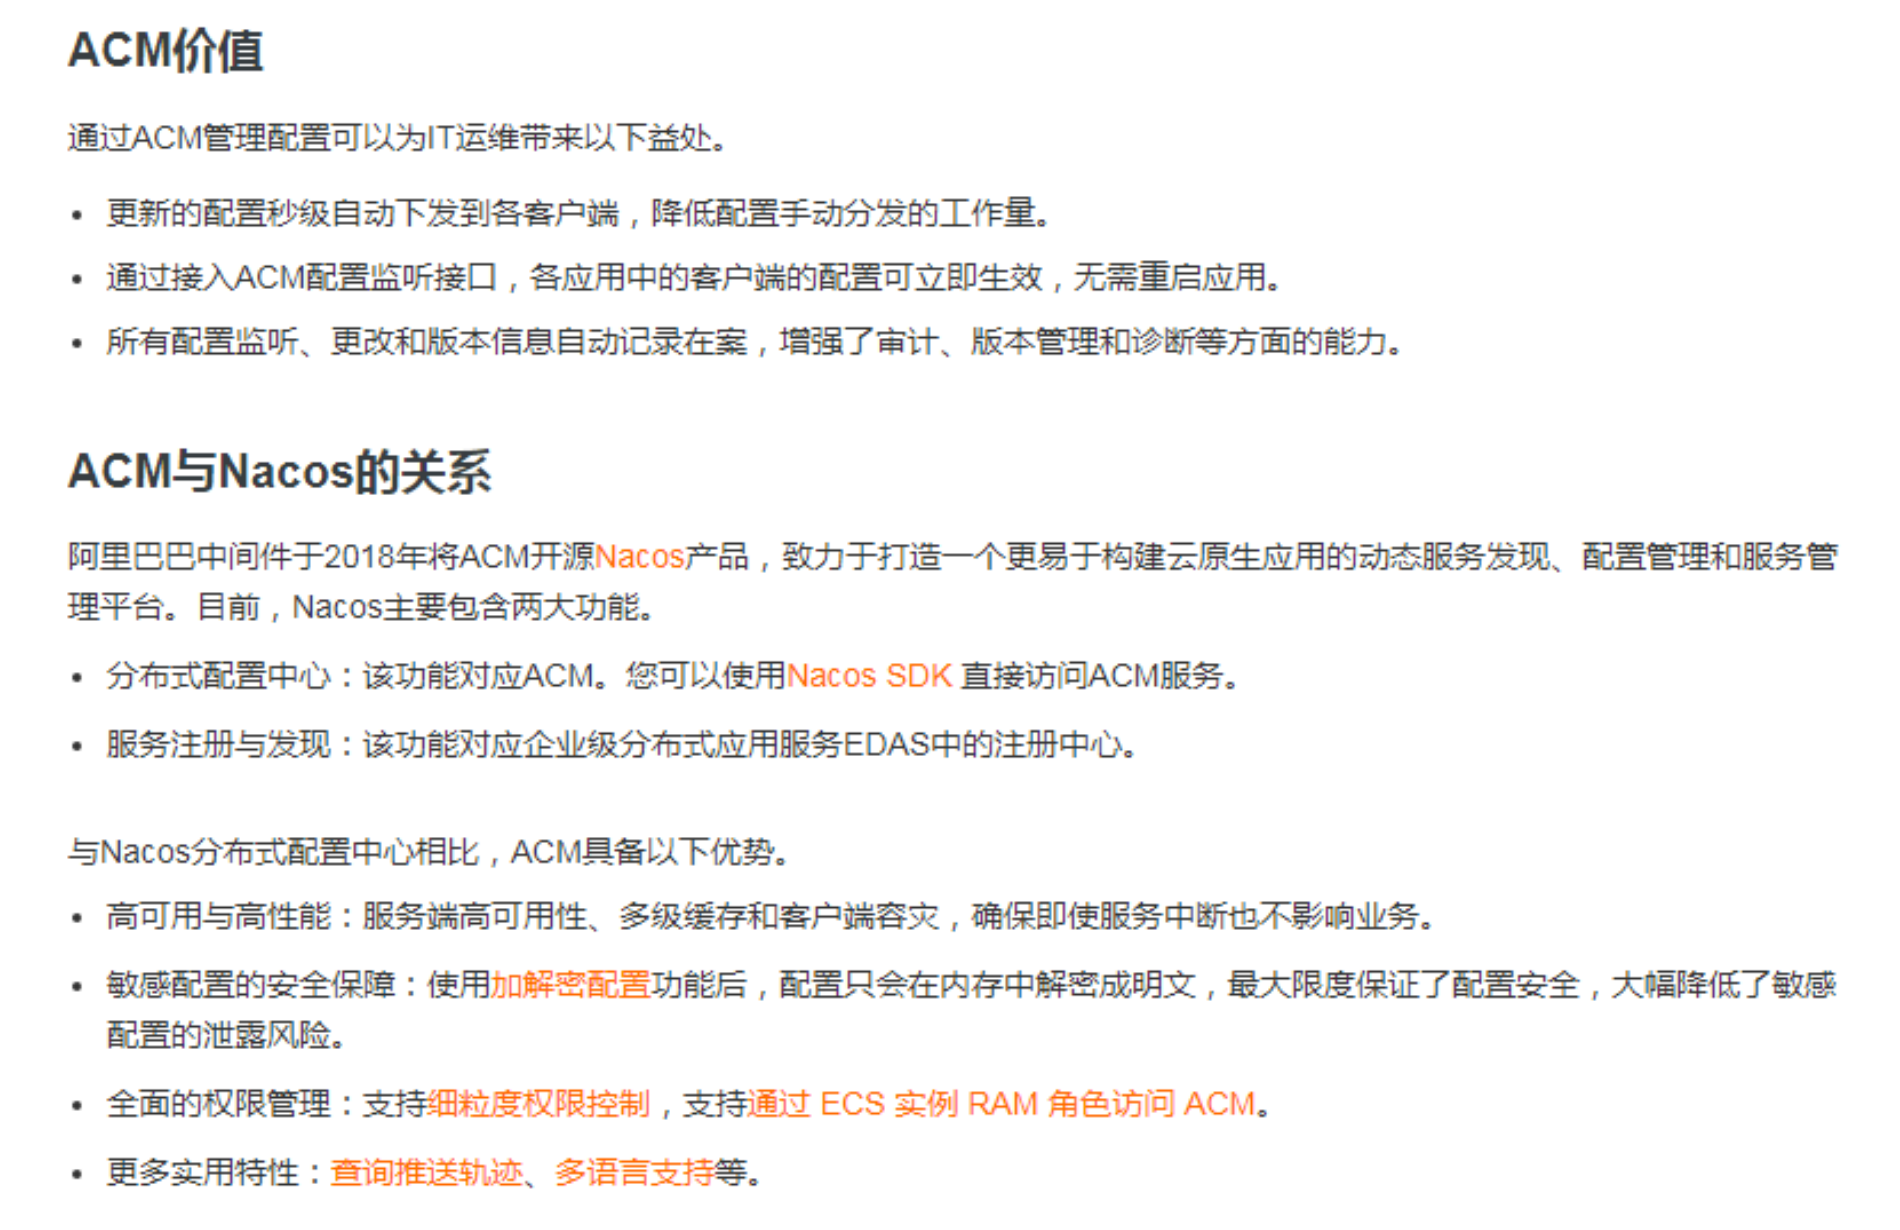 ACM价值
通过ACM管理配置可以为IT运维带来以下益处。
• 更新的配置秒级自动下发到各客户端，降低配置手动分发的工作量。
• 通过接入ACM配置监听接口，各应用中的客户端的配置可立即生效，无需重启应用。
• 所有配置监听、更改和版本信息自动记录在案，增强了审计、版本管理和诊断等方面的能力。
ACM与Nacos的关系
阿里巴巴中间件于2018年将ACM开源Nacos产品，致力于打造一个更易于构建云原生应用的动态服务发现、配置管理和服务管
理平台。目前，Nacos主要包含两大功能。
• 分布式配置中心：该功能对应ACM。您可以使用Nacos SDK 直接访问ACM服务。
• 服务注册与发现：该功能对应企业级分布式应用服务EDAS中的注册中心。
与Nacos分布式配置中心相比，ACM具备以下优势。
• 高可用与高性能：服务端高可用性、多级缓存和客户端容灾，确保即使服务中断也不影响业务。
• 敏感配置的安全保障：使用加解密配置功能后，配置只会在内存中解密成明文，最大限度保证了配置安全，大幅降低了敏感
配置的泄露风险。
• 全面的权限管理：支持细粒度权限控制，支持通过 ECS 实例 RAM 角色访问 ACM。
• 更多实用特性：查询推送轨迹、多语言支持等。